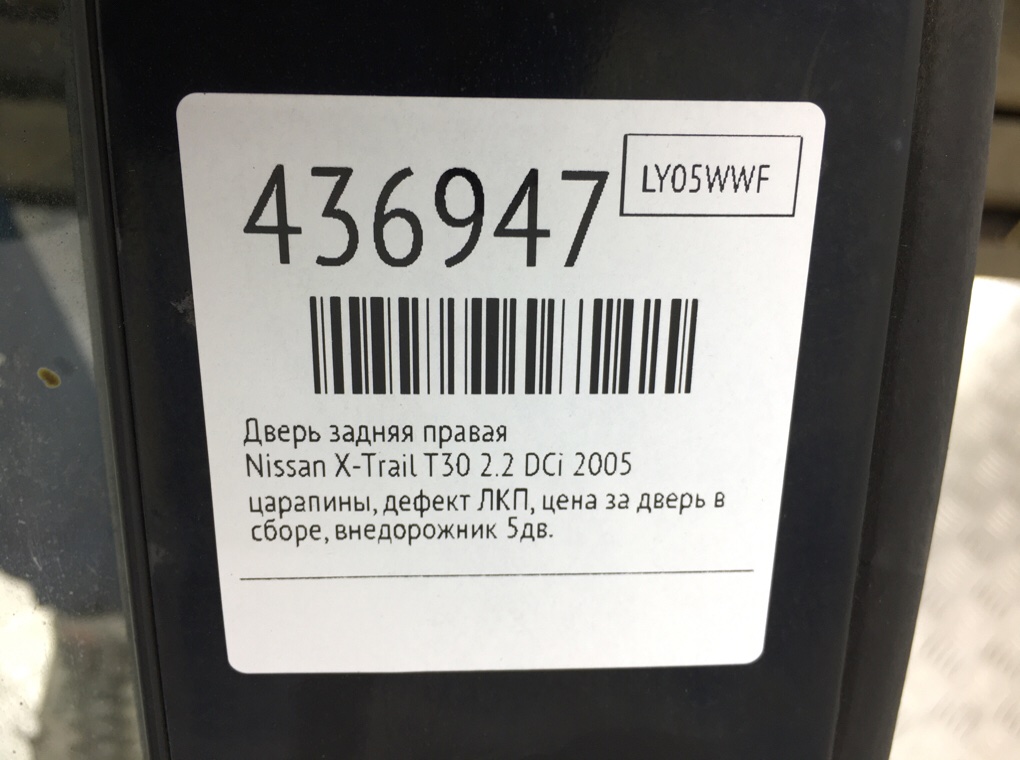 436947
LY05WWF
Дверь задняя правая
Nissan X-Trail T30 2.2 DCi 2005
царапины, дефект ЛКП, цена за дверь в
сборе, внедорожник 5дв.